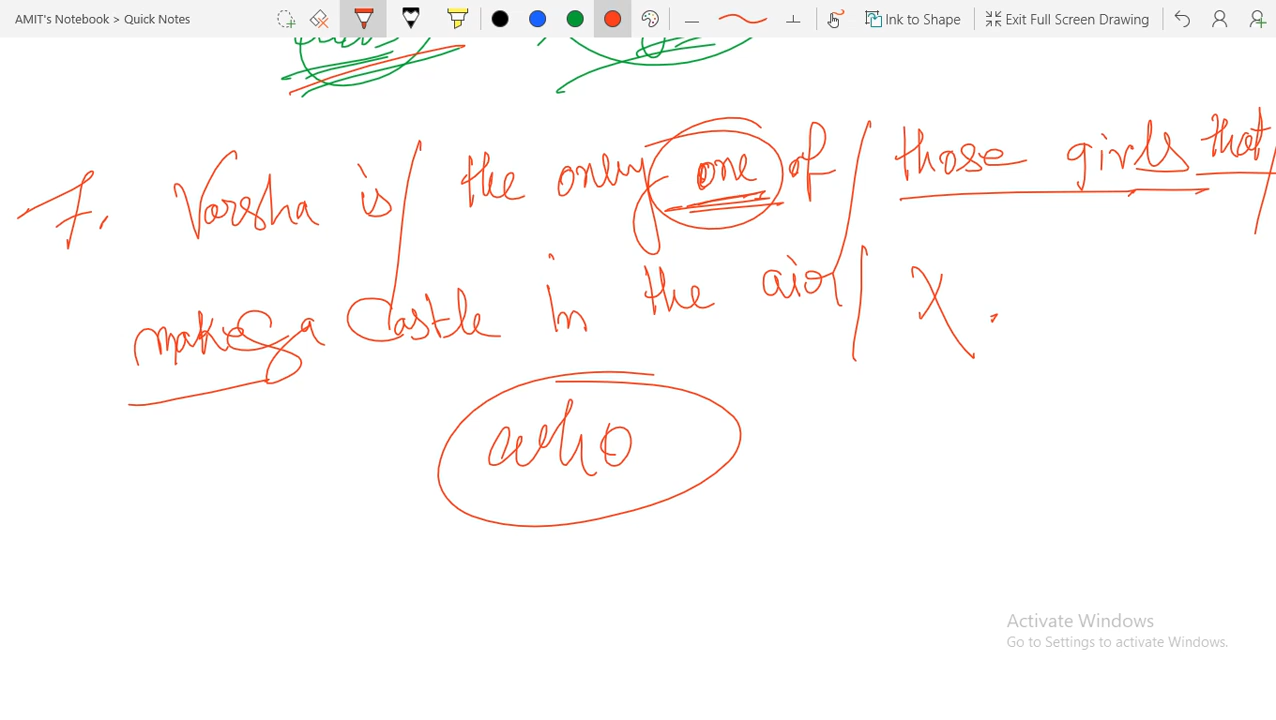 AMIT's Notebook > Quick Notes
Ink to Shape
Exit Full Screen Drawing
7. Varsha is / the only one of / those girls that /
makes a Castle in the air / X .
who
Activate Windows
Go to Settings to activate Windows.